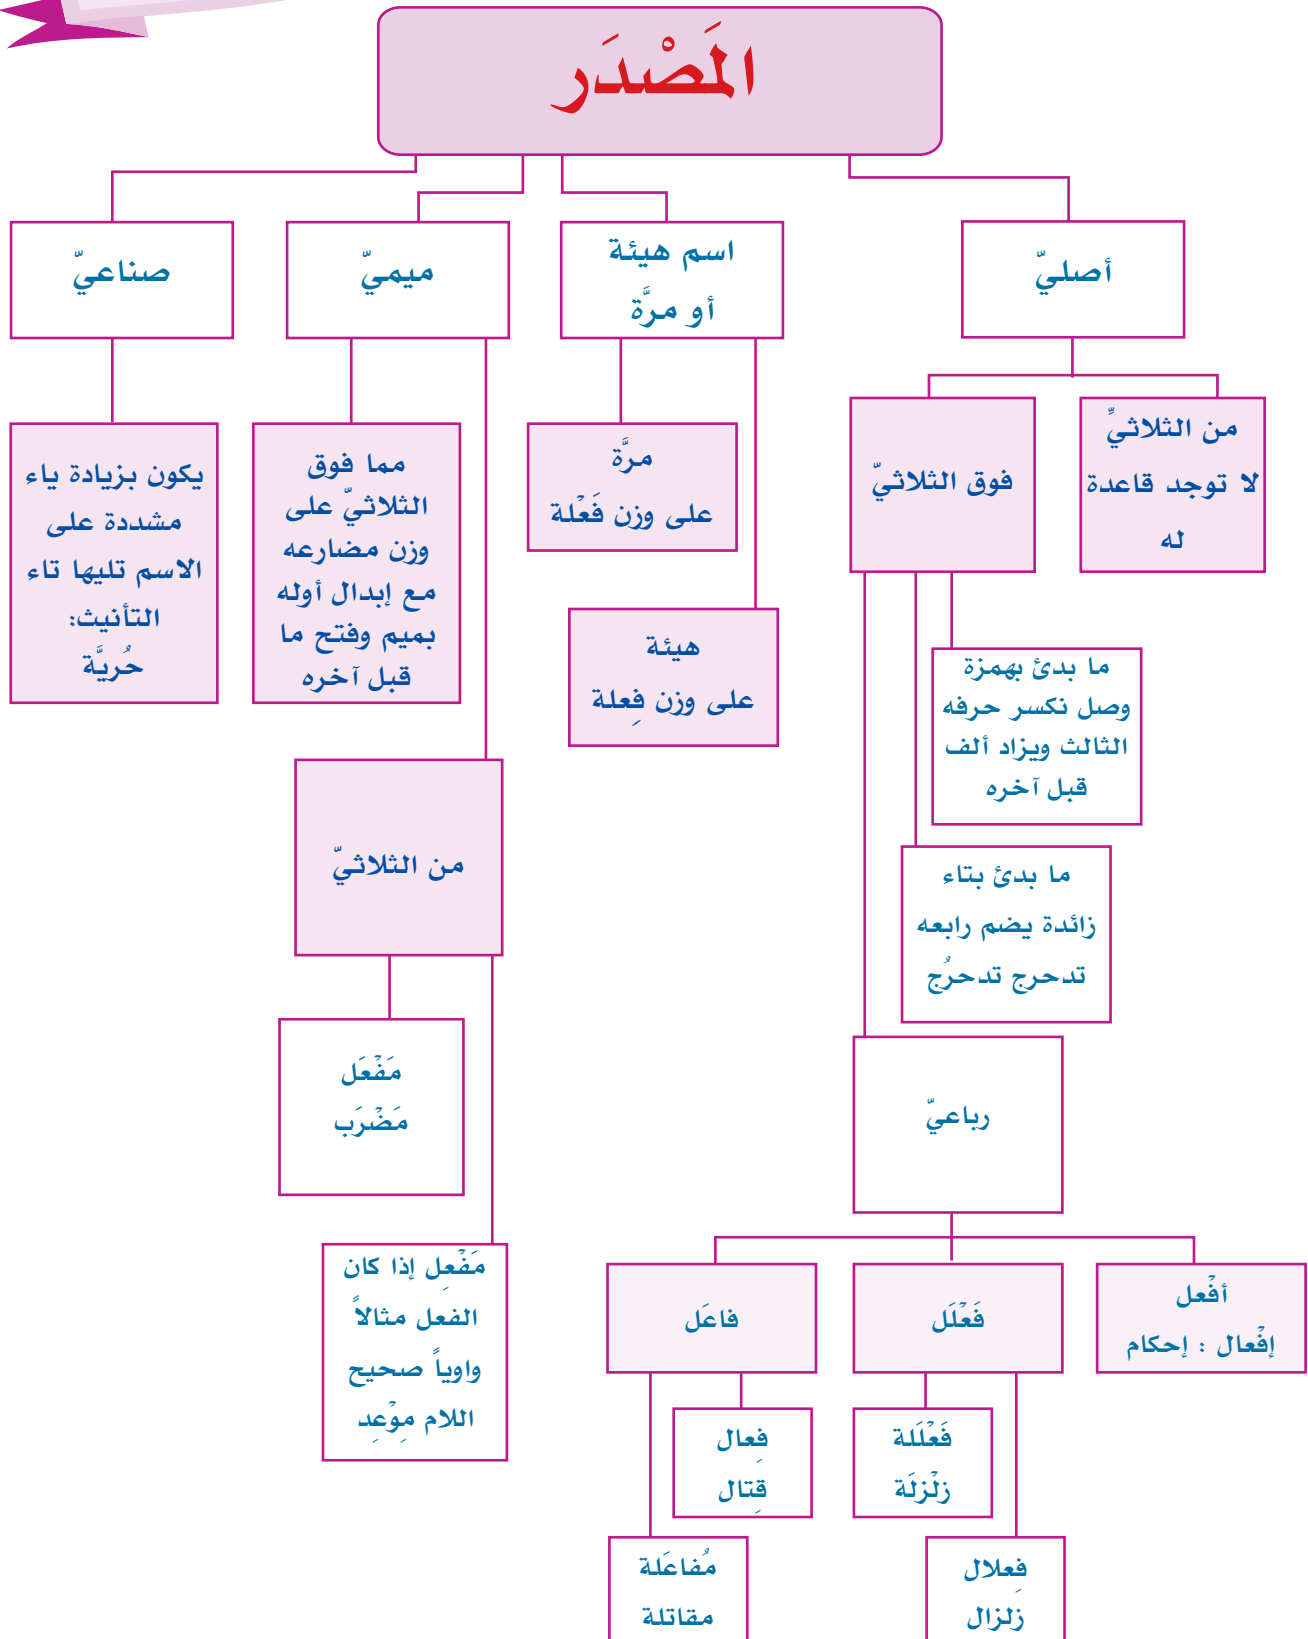 المَصْدَر
أصليّ
اسم هيئة
أو مرَّة
ميميّ
صناعيّ
من الثلاثيِّ
لا توجد قاعدة
له
فوق الثلاثيّ
مرَّة
على وزن فَعْلة
هيئة
على وزن فِعلة
مما فوق
الثلاثيّ على
وزن مضارعه
مع إبدال أوله
بميم وفتح ما
قبل آخره
يكون بزيادة ياء
مشددة على
الاسم تليها تاء
التأنيث:
حُريَّة
ما بدئ بهمزة
وصل نكسر حرفه
الثالث ويزاد ألف
قبل آخره
ما بدئ بتاء
زائدة يضم رابعه
تدحرج تدحرُج
رباعيّ
من الثلاثيّ
مَفْعَل
مَضْرَب
مَفْعِل إذا كان
الفعل مثالاً
واوياً صحيح
اللام مِوْعِد
أفْعل
إفْعال : إحكام
فَعْلَل
فاعَل
فَعْلَلة
زلْزلَة
فِعلال
زِلزال
فِعال
قِتال
مُفاعَلة
مقاتلة